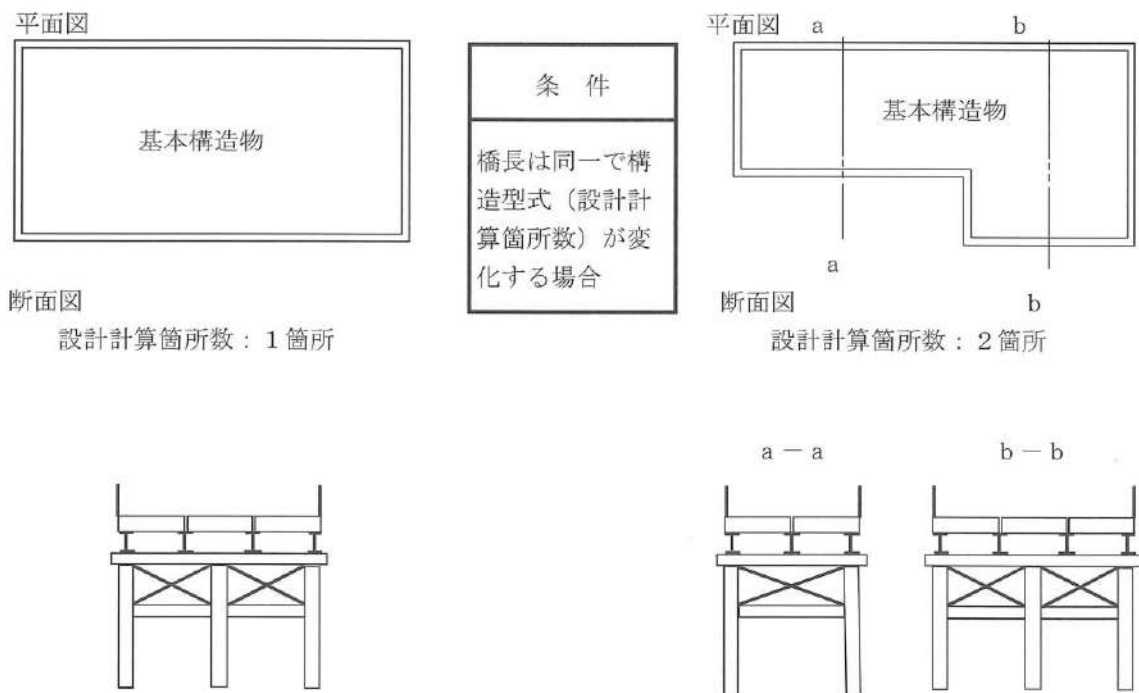 平面図
基本構造物
断面図
設計計算箇所数：１箇所
条　件
橋長は同一で構
造型式（設計計
算箇所数）が変
化する場合
平面図
a
b
基本構造物
a
b
断面図
設計計算箇所数：２箇所
a－a
b－b